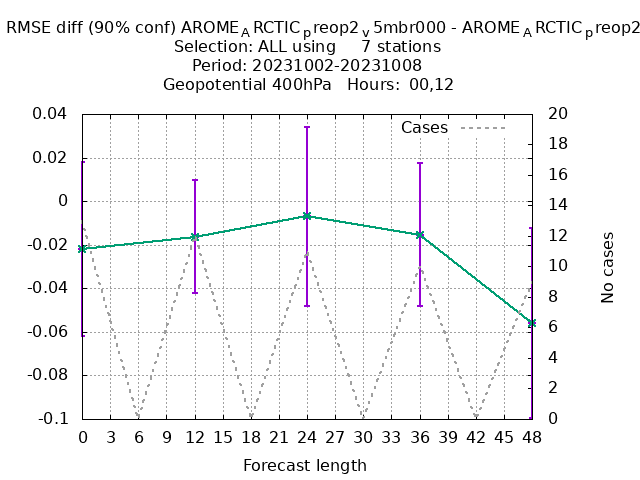 RMSE diff (90% conf) AROME_ARCTIC_preop2_v5mbr000 - AROME_ARCTIC_preop2
Selection: ALL using 7 stations
Period: 20231002-20231008
Geopotential 400hPa Hours: 00,12
Cases
0.04
0.02
0
-0.02
-0.04
-0.06
-0.08
-0.1
20
18
16
14
12
10
8
6
4
2
0
No cases
0 3 6 9 12 15 18 21 24 27 30 33 36 39 42 45 48
Forecast length